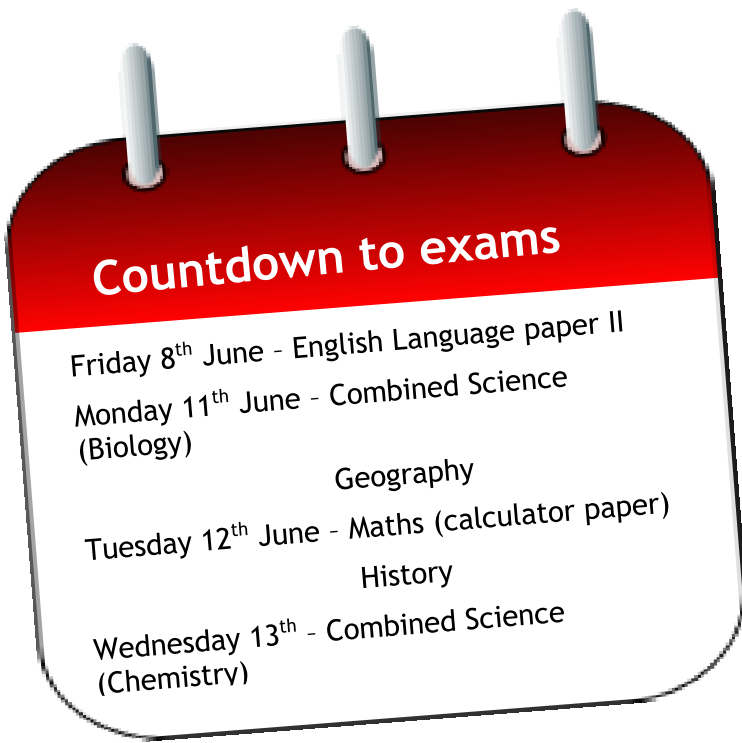 Countdown to exams
Friday 8th June – English Language paper II
Monday 11th June – Combined Science
(Biology)
Geography
Tuesday 12th June – Maths (calculator paper)
History
Wednesday 13th – Combined Science
(Chemistry)